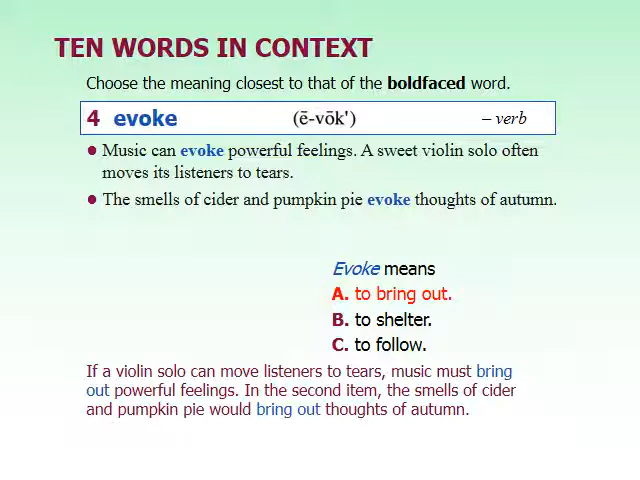 TEN WORDS IN CONTEXT
Choose the meaning closest to that of the boldfaced word.
4 evoke (ē-vōk') – verb
● Music can evoke powerful feelings. A sweet violin solo often
moves its listeners to tears.
● The smells of cider and pumpkin pie evoke thoughts of autumn.
Evoke means
A. to bring out.
B. to shelter.
C. to follow.
If a violin solo can move listeners to tears, music must bring
out powerful feelings. In the second item, the smells of cider
and pumpkin pie would bring out thoughts of autumn.